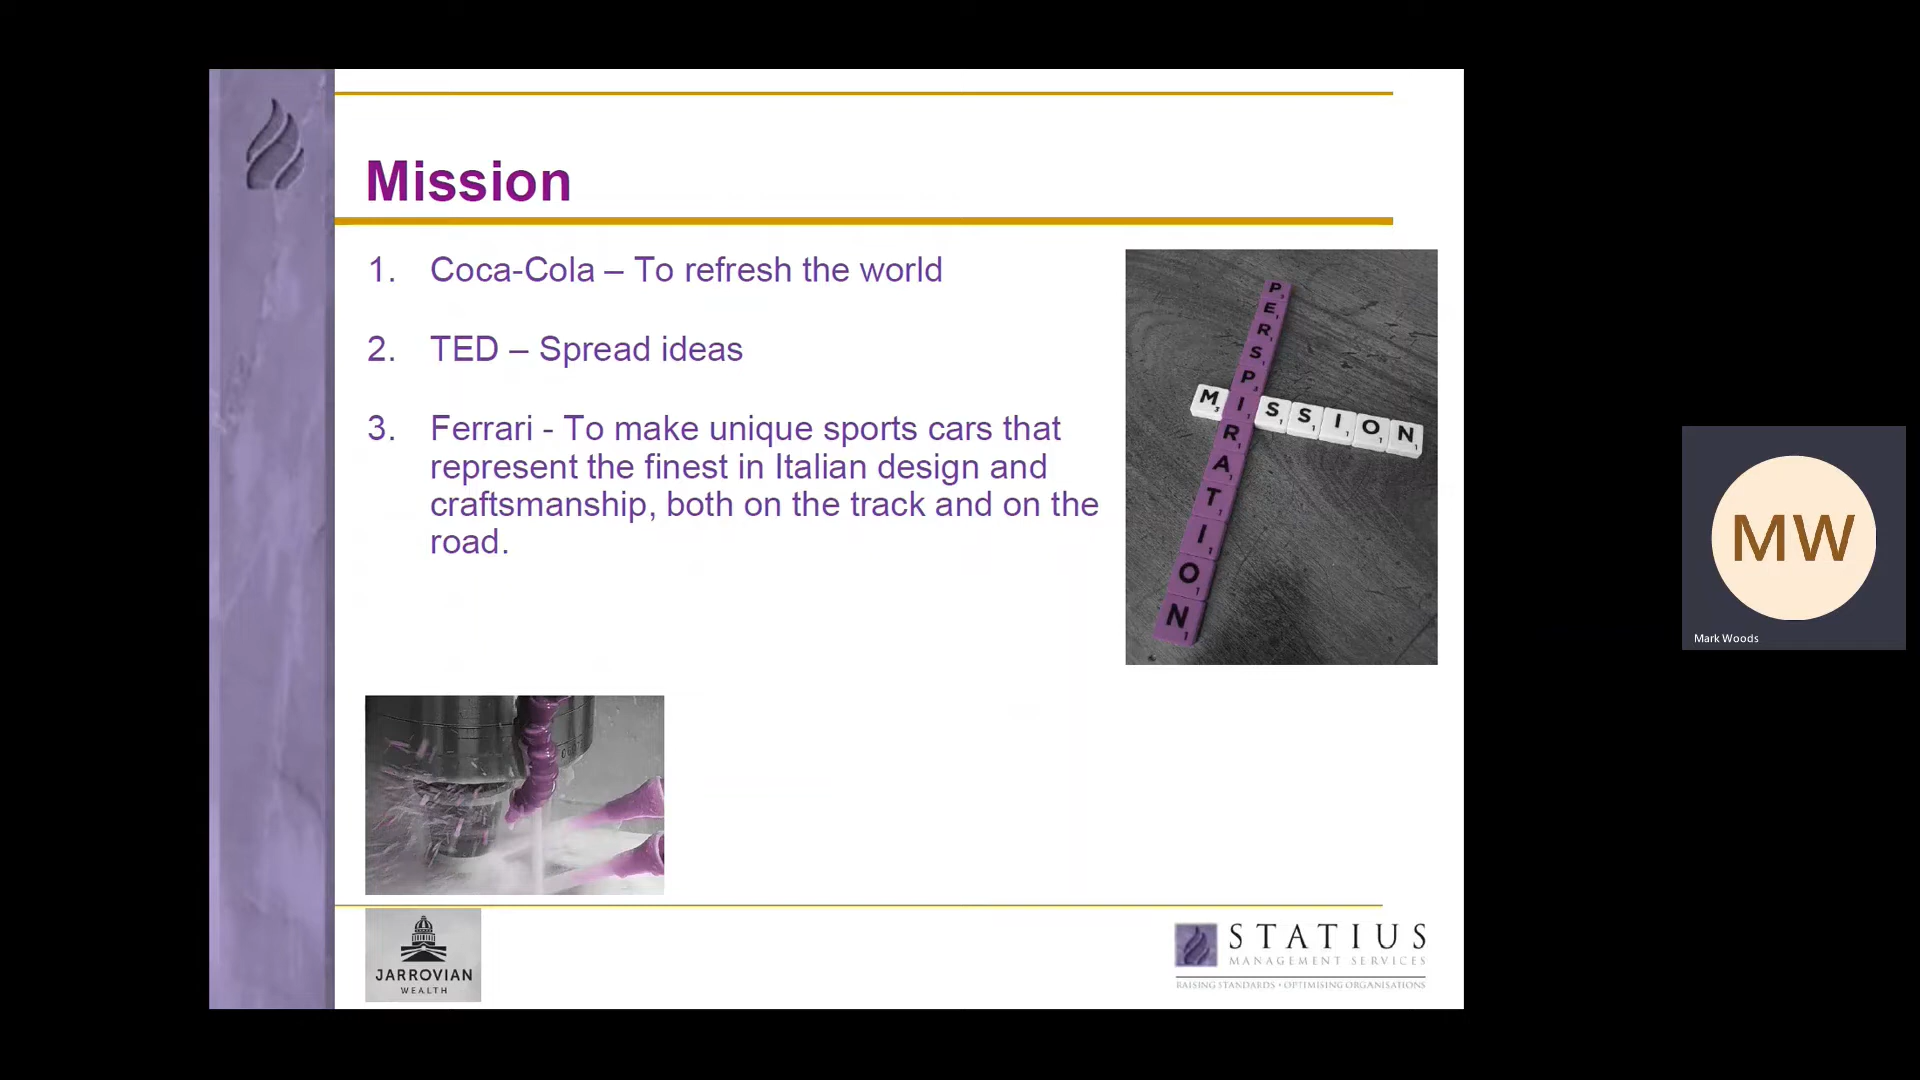 Mission
1. Coca-Cola – To refresh the world
2. TED – Spread ideas
3. Ferrari - To make unique sports cars that
represent the finest in Italian design and
craftsmanship, both on the track and on the
road.
PERSPIRATION
MISSION
MW
Mark Woods
JARROVIAN
WEALTH
STATIUS
MANAGEMENT SERVICES
RAISING STANDARDS • OPTIMISING ORGANISATIONS